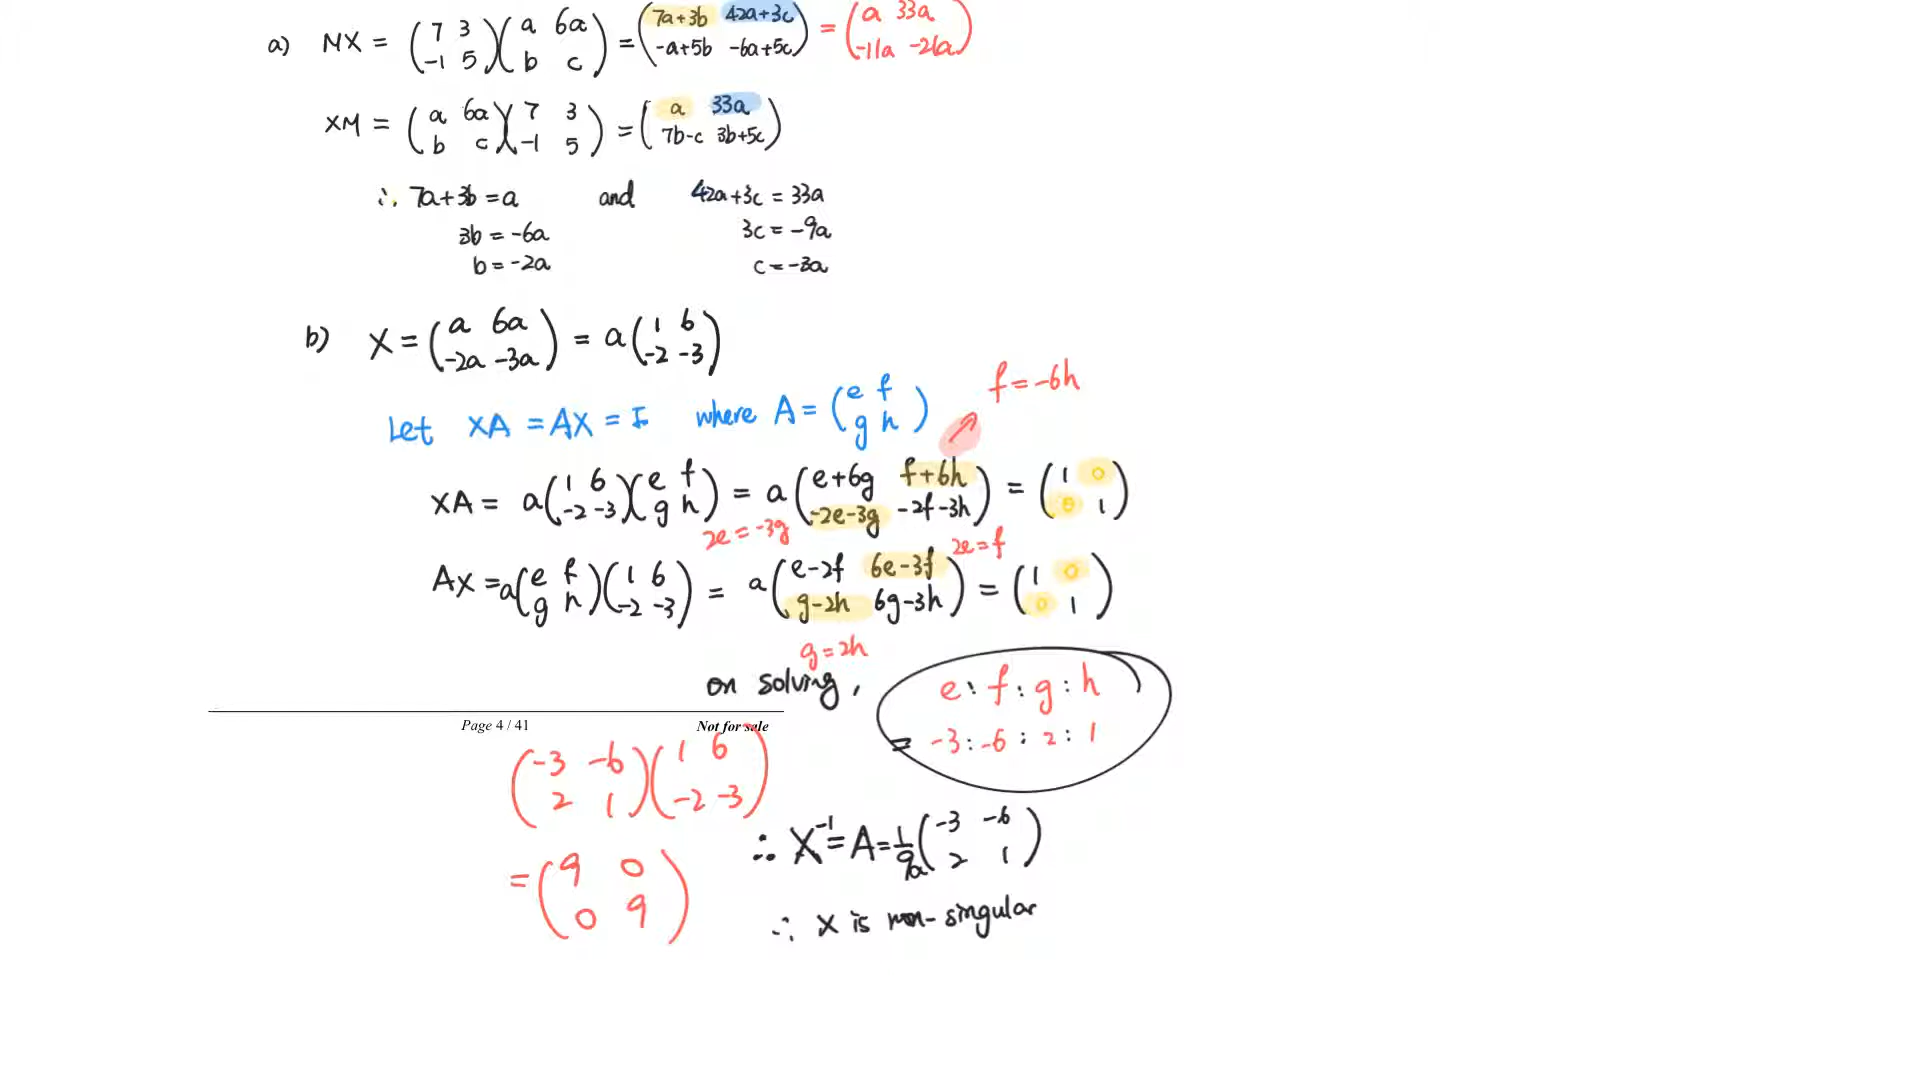 a) MX = (7 3 -1 5)(a 6a b c) = (7a+3b 42a+3c -a+5b -6a+5c) = (a 33a -11a -21a)
XM = (a 6a b c)(7 3 -1 5) = (a 33a 7b-c 3b+5c)
∴ 7a+3b = a and 42a+3c = 33a
3b = -6a 3c = -9a
b = -2a c = -3a
b) X = (a 6a -2a -3a) = a(1 6 -2 -3)
f = -6h
Let XA = AX = I where A = (e f g h)
XA = a(1 6 -2 -3)(e f g h) = a(e+6g f+6h -2e-3g -2f-3h) = (1 0 0 1)
2e = -3g 2e = f
AX = a(e f g h)(1 6 -2 -3) = a(e-2f 6e-3f g-2h 6g-3h) = (1 0 0 1)
g = 2h
on solving, e : f : g : h
= -3 : -6 : 2 : 1
Page 4 / 41 Not for sale
(-3 -6 2 1)(1 6 -2 -3)
= (9 0 0 9)
∴ X⁻¹ = A = 1/9a (-3 -6 2 1)
∴ X is non-singular